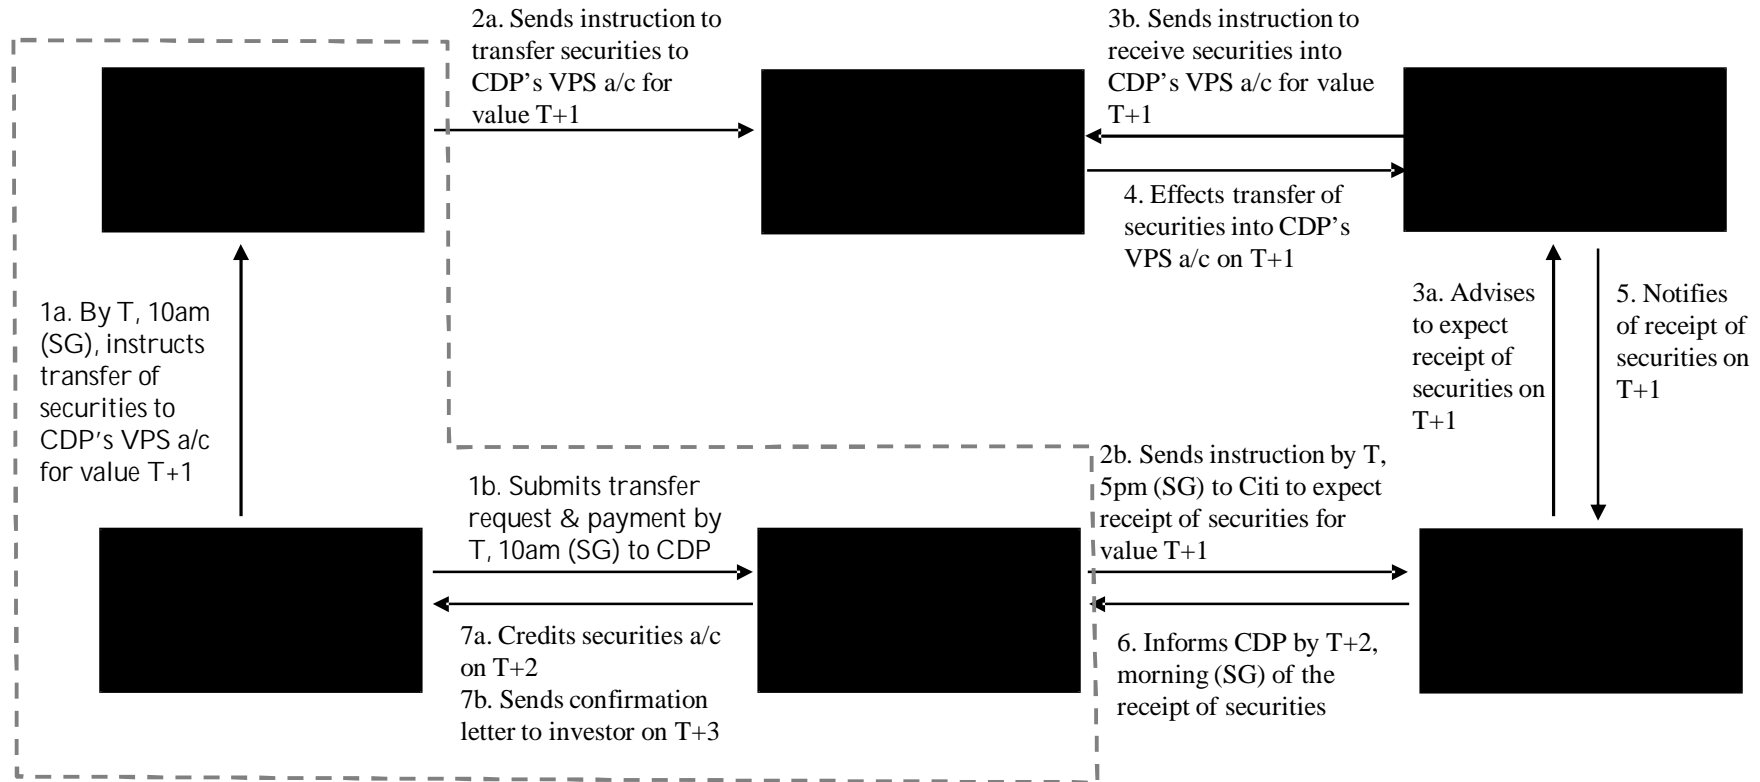 2a. Sends instruction to
transfer securities to
CDP's VPS a/c for
value T+1
3b. Sends instruction to
receive securities into
CDP's VPS a/c for value
T+1
4. Effects transfer of
securities into CDP's
VPS a/c on T+1
1a. By T, 10am
(SG), instructs
transfer of
securities to
CDP's VPS a/c
for value T+1
3a. Advises
to expect
receipt of
securities on
T+1
5. Notifies
of receipt of
securities on
T+1
1b. Submits transfer
request & payment by
T, 10am (SG) to CDP
2b. Sends instruction by T,
5pm (SG) to Citi to expect
receipt of securities for
value T+1
7a. Credits securities a/c
on T+2
7b. Sends confirmation
letter to investor on T+3
6. Informs CDP by T+2,
morning (SG) of the
receipt of securities